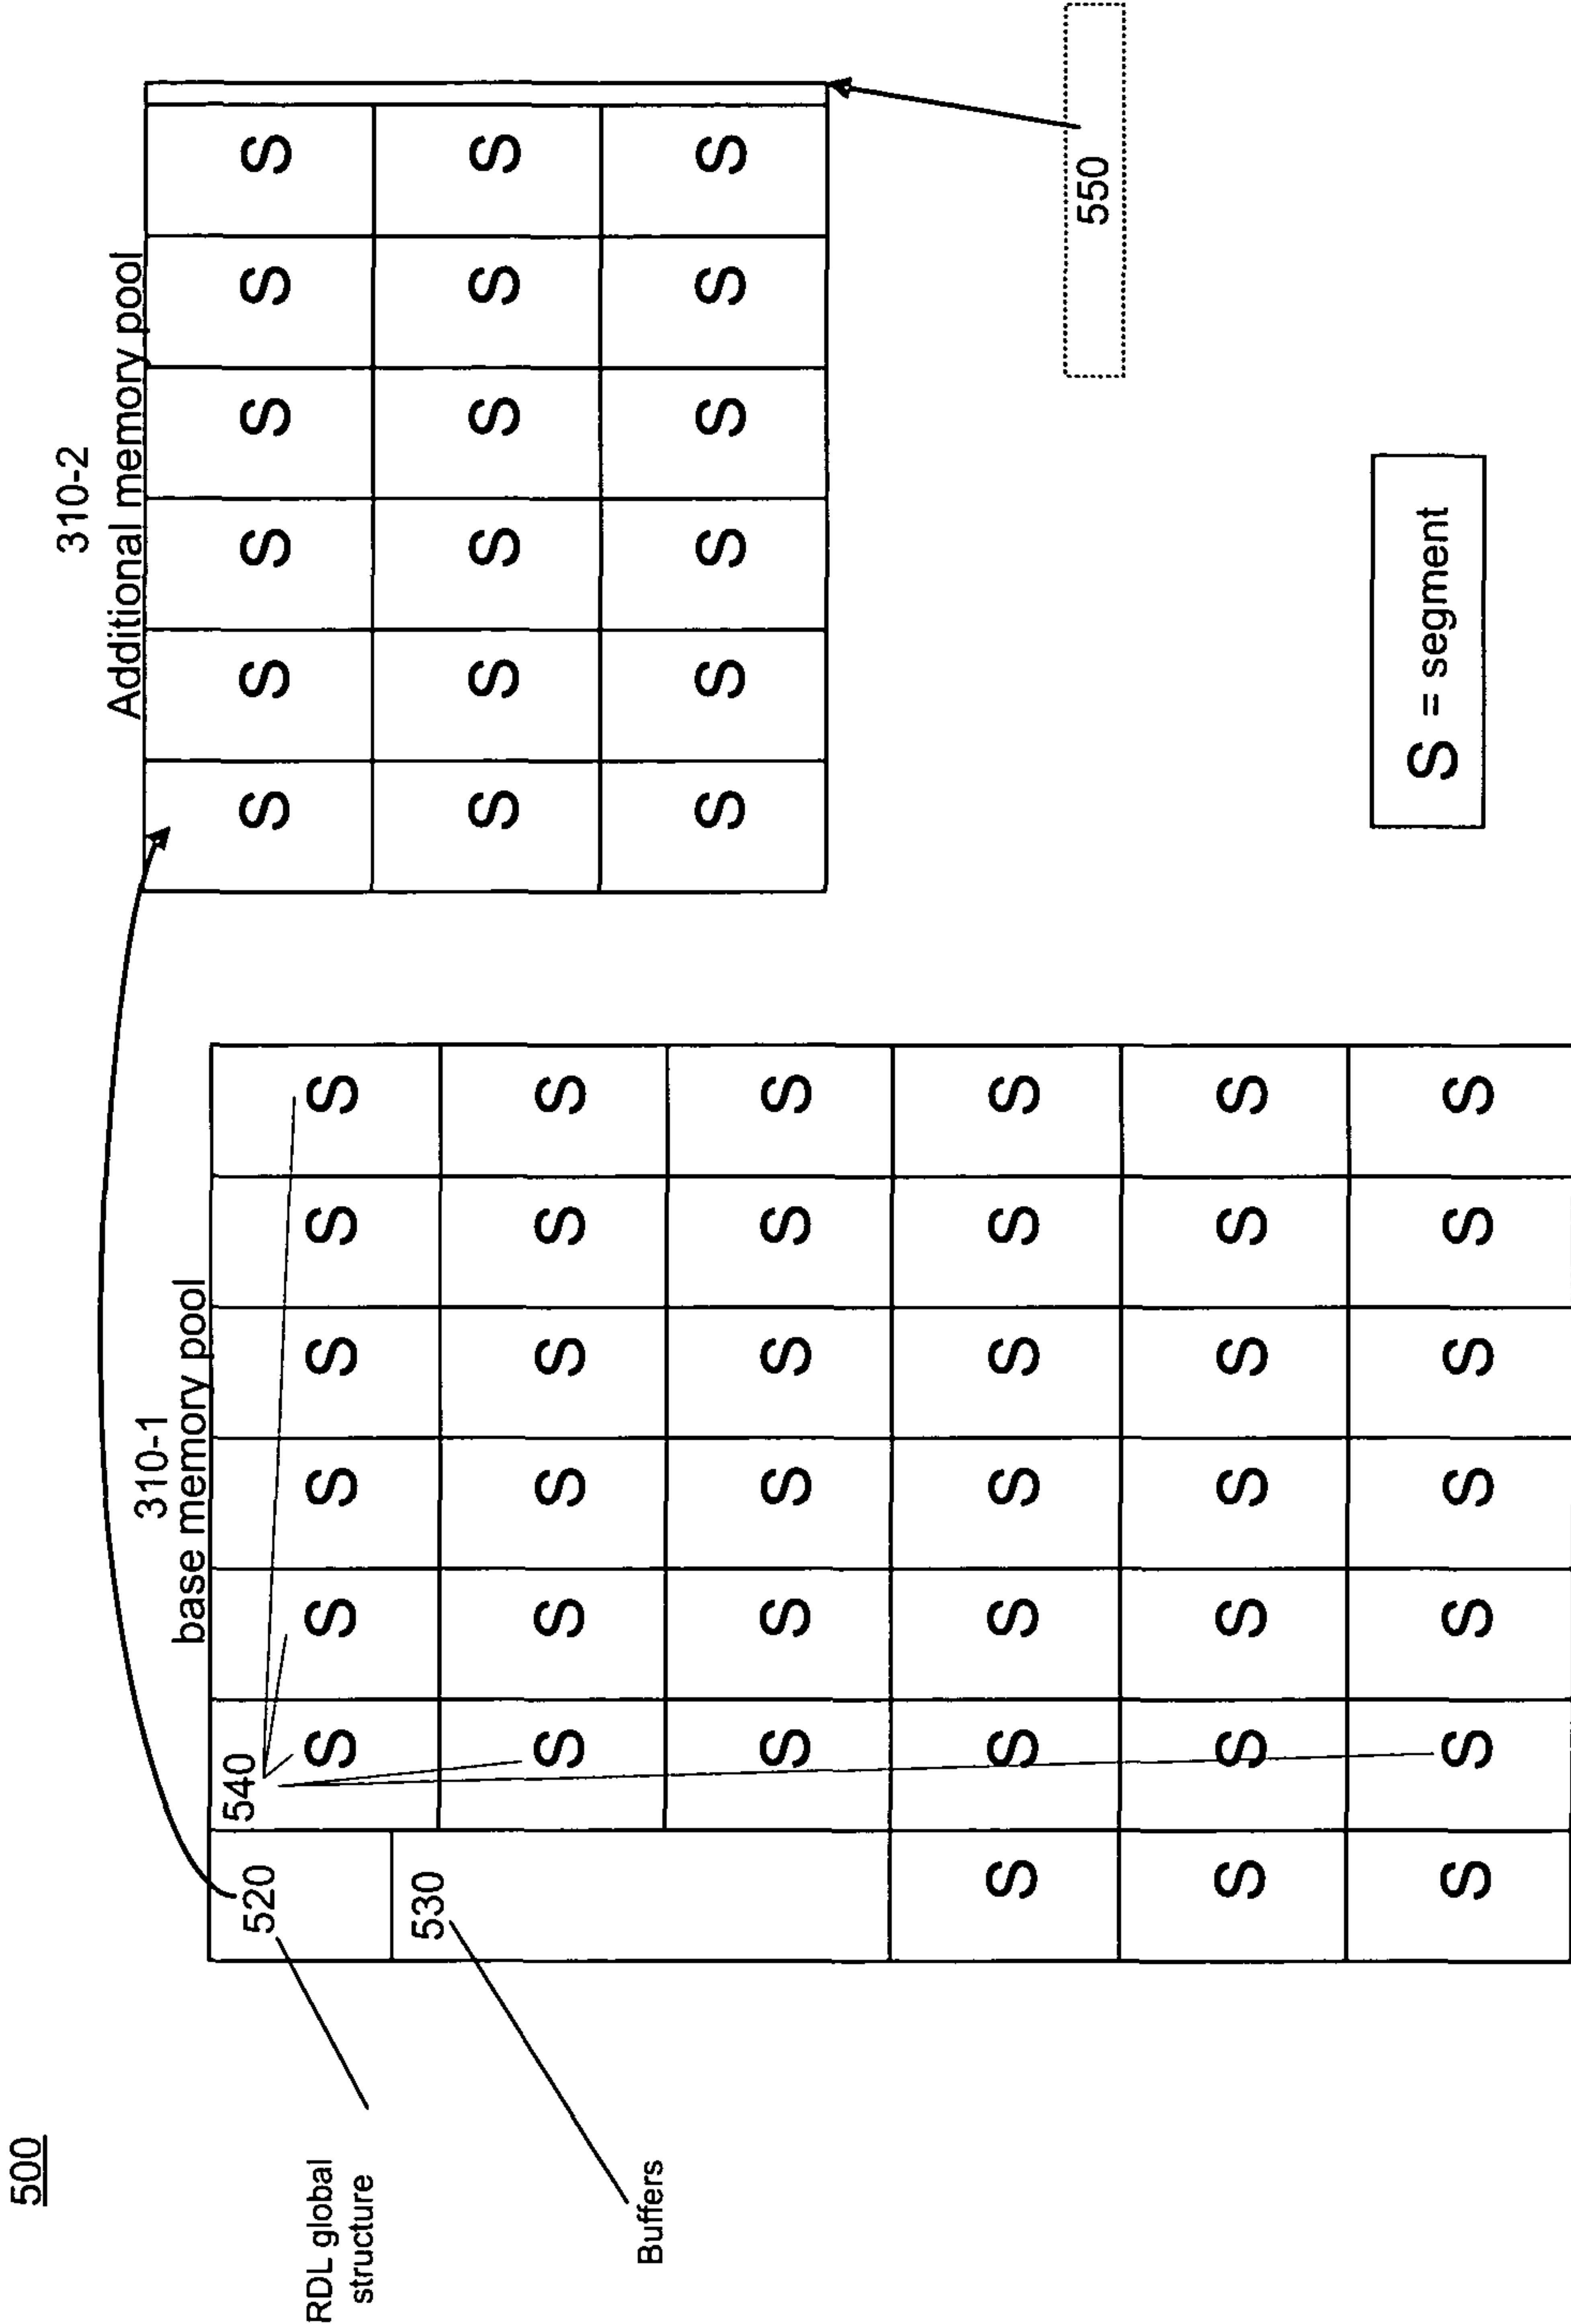 500
RDL global
structure
Buffers
310-1
base memory pool
520 540
S S S S S S
530
S S S S S S
S S S S S S
S S S S S S S
S S S S S S S
S S S S S S S
310-2
Additional memory pool
S S S S S S
S S S S S S
S S S S S S
550
S = segment